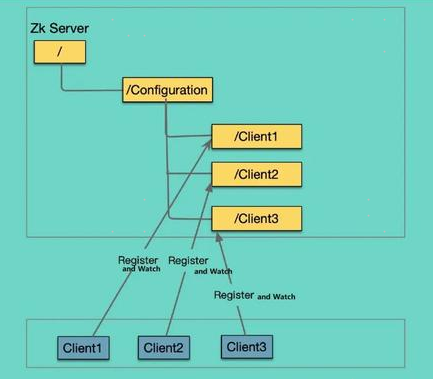 Zk Server
/
/Configuration
/Client1
/Client2
/Client3
Register
and Watch
Register
and Watch
Register and Watch
Client1
Client2
Client3